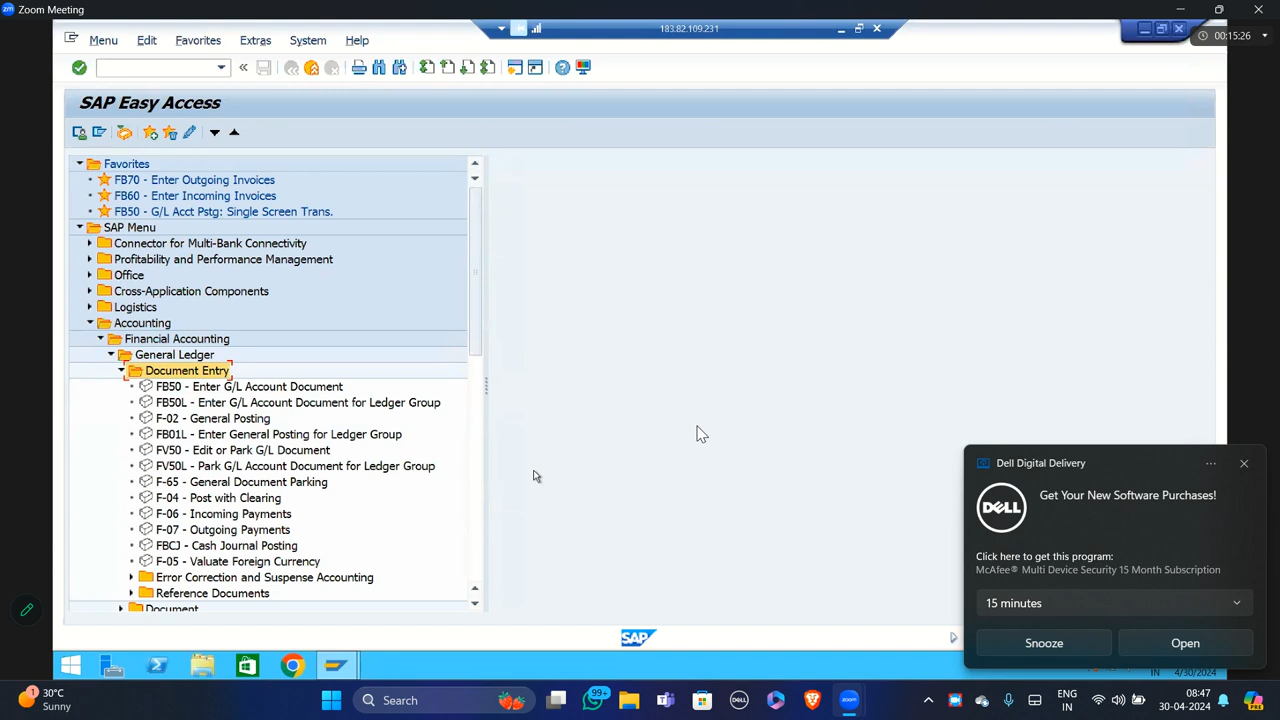 Zoom Meeting
183.82.109.231
00:15:26
Menu Edit Favorites Extras System Help
SAP Easy Access
Favorites
FB70 - Enter Outgoing Invoices
FB60 - Enter Incoming Invoices
FB50 - G/L Acct Pstg: Single Screen Trans.
SAP Menu
Connector for Multi-Bank Connectivity
Profitability and Performance Management
Office
Cross-Application Components
Logistics
Accounting
Financial Accounting
General Ledger
Document Entry
FB50 - Enter G/L Account Document
FB50L - Enter G/L Account Document for Ledger Group
F-02 - General Posting
FB01L - Enter General Posting for Ledger Group
FV50 - Edit or Park G/L Document
FV50L - Park G/L Account Document for Ledger Group
F-65 - General Document Parking
F-04 - Post with Clearing
F-06 - Incoming Payments
F-07 - Outgoing Payments
FBCJ - Cash Journal Posting
F-05 - Valuate Foreign Currency
Error Correction and Suspense Accounting
Reference Documents
Document
Dell Digital Delivery
DELL
Get Your New Software Purchases!
Click here to get this program:
McAfee® Multi Device Security 15 Month Subscription
15 minutes
Snooze Open
SAP
4/30/2024
30°C
Sunny
Search
99+
ENG
IN
08:47
30-04-2024